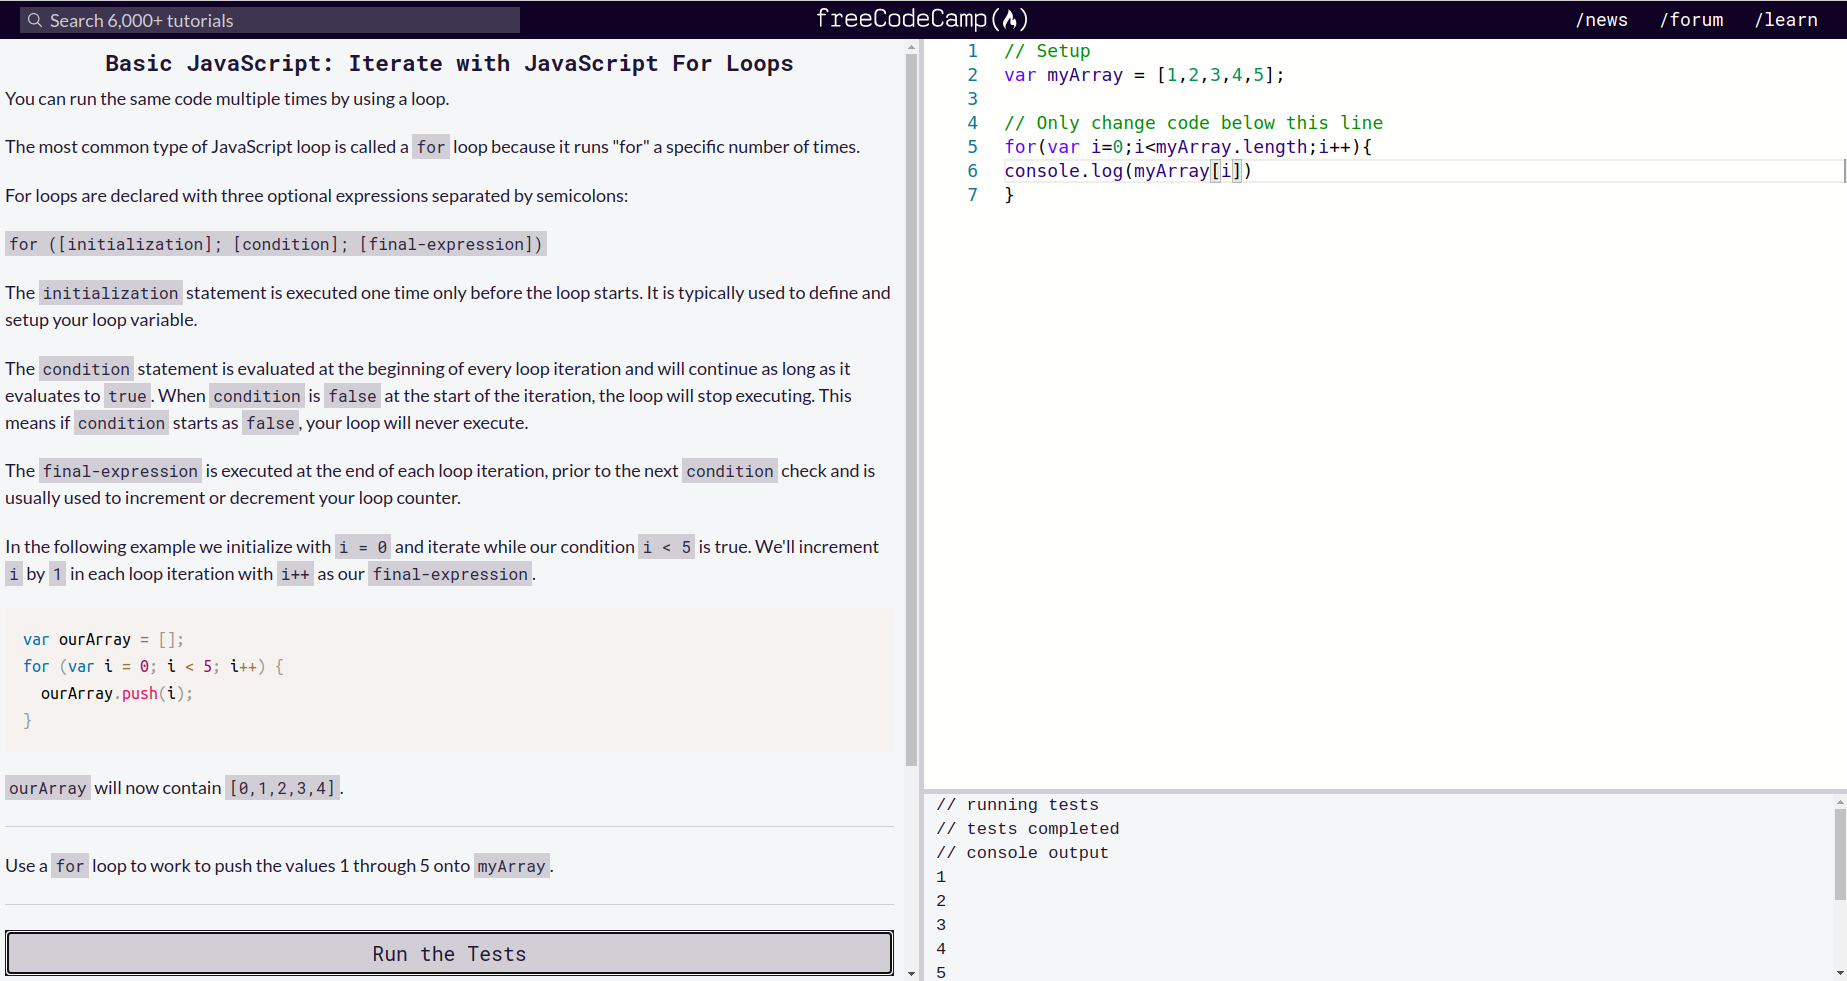 Search 6,000+ tutorials
freeCodeCamp
/news /forum /learn
Basic JavaScript: Iterate with JavaScript For Loops
You can run the same code multiple times by using a loop.
The most common type of JavaScript loop is called a for loop because it runs "for" a specific number of times.
For loops are declared with three optional expressions separated by semicolons:
for ([initialization]; [condition]; [final-expression])
The initialization statement is executed one time only before the loop starts. It is typically used to define and
setup your loop variable.
The condition statement is evaluated at the beginning of every loop iteration and will continue as long as it
evaluates to true. When condition is false at the start of the iteration, the loop will stop executing. This
means if condition starts as false, your loop will never execute.
The final-expression is executed at the end of each loop iteration, prior to the next condition check and is
usually used to increment or decrement your loop counter.
In the following example we initialize with i = 0 and iterate while our condition i < 5 is true. We'll increment
i by 1 in each loop iteration with i++ as our final-expression.
var ourArray = [];
for (var i = 0; i < 5; i++) {
  ourArray.push(i);
}
ourArray will now contain [0,1,2,3,4].
Use a for loop to work to push the values 1 through 5 onto myArray.
Run the Tests
1 // Setup
2 var myArray = [1,2,3,4,5];
3
4 // Only change code below this line
5 for(var i=0;i<myArray.length;i++){
6 console.log(myArray[i])
7 }
// running tests
// tests completed
// console output
1
2
3
4
5